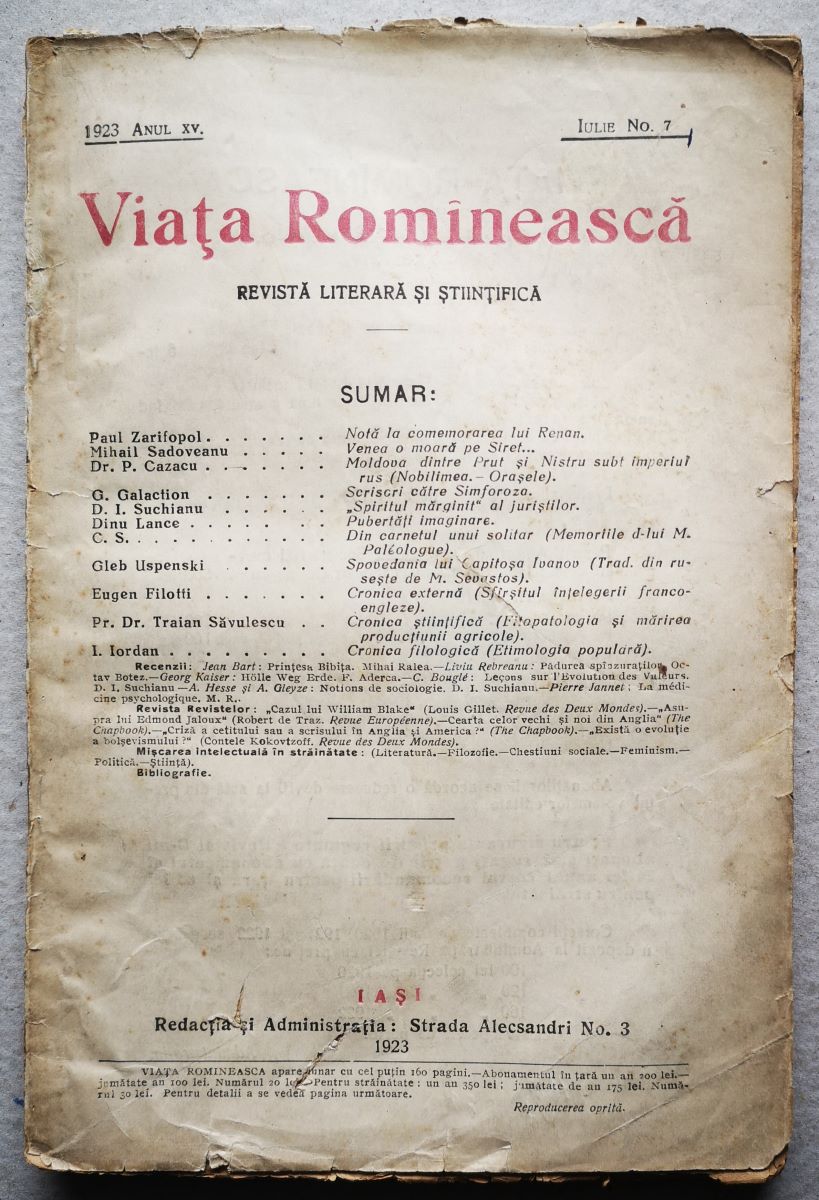 1923 Anul XV.
Iulie No. 7
Viaţa Romînească
REVISTĂ LITERARĂ ŞI ŞTIINŢIFICĂ
SUMAR:
Paul Zarifopol . . . . . . . Notă la comemorarea lui Renan.
Mihail Sadoveanu . . . . . Venea o moară pe Siret...
Dr. P. Cazacu . . . . . . . Moldova dintre Prut şi Nistru subt imperiul
rus (Nobilimea.—Oraşele).
G. Galaction . . . . . . . Scrisori către Simforoza.
D. I. Suchianu . . . . . . „Spiritul mărginit“ al juriştilor.
Dinu Lance . . . . . . . Pubertăţi imaginare.
C. S. . . . . . . . . . . . Din carnetul unui solitar (Memoriile d-lui M.
Paléologue).
Gleb Uspenski . . . . . . Spovedania lui Capitoşa Ivanov (Trad. din ru-
seşte de M. Sevastos).
Eugen Filotti . . . . . . . Cronica externă (Sfîrşitul înţelegerii franco-
engleze).
Pr. Dr. Traian Săvulescu . . Cronica ştiinţifică (Fitopatologia şi mărirea
producţiunii agricole).
I. Iordan . . . . . . . . . Cronica filologică (Etimologia populară).
Recenzii: Jean Bart: Prinţesa Bibiţa. Mihai Ralea.—Liviu Rebreanu: Pădurea spînzuraţilor. Oc-
tav Botez.—Georg Kaiser: Hölle Weg Erde. F. Aderca.—C. Bouglé: Leçons sur l'Evolution des Valeurs.
D. I. Suchianu—A. Hesse şi A. Gleyze: Notions de sociologie. D. I. Suchianu.—Pierre Jannet: La médi-
cine psychologique. M. R..
Revista Revistelor: „Cazul lui William Blake“ (Louis Gillet. Revue des Deux Mondes).—„Asu-
pra lui Edmond Jaloux“ (Robert de Traz. Revue Européenne).—Cearta celor vechi şi noi din Anglia“ (The
Chapbook).—„Criză a cetitului sau a scrisului în Anglia şi America?“ (The Chapbook).—„Există o evoluţie
a bolşevismului?“ (Contele Kokovtzoff. Revue des Deux Mondes).
Mişcarea intelectuală în străinătate: (Literatură.—Filozofie.—Chestiuni sociale.—Feminism.—
Politică.—Ştiinţă).
Bibliografie.
IAŞI
Redacţia şi Administraţia: Strada Alecsandri No. 3
1923
VIAŢA ROMINEASCA apare lunar cu cel puţin 160 pagini.—Abonamentul în ţară un an 200 lei.—
jumătate an 100 lei. Numărul 20 lei.—Pentru străinătate: un an 350 lei; jumătate de an 175 lei. Numă-
rul 30 lei. Pentru detalii a se vedea pagina următoare.
Reproducerea oprită.